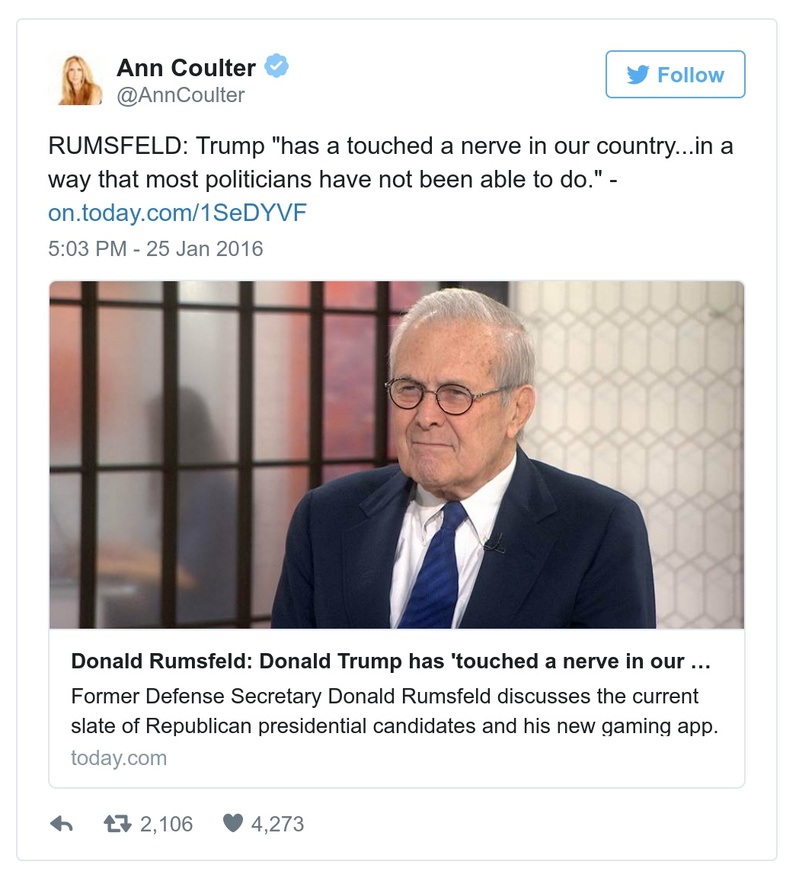 Ann Coulter
@AnnCoulter
Follow
RUMSFELD: Trump "has a touched a nerve in our country...in a
way that most politicians have not been able to do." -
on.today.com/1SeDYVF
5:03 PM - 25 Jan 2016
Donald Rumsfeld: Donald Trump has 'touched a nerve in our …
Former Defense Secretary Donald Rumsfeld discusses the current
slate of Republican presidential candidates and his new gaming app.
today.com
2,106 4,273